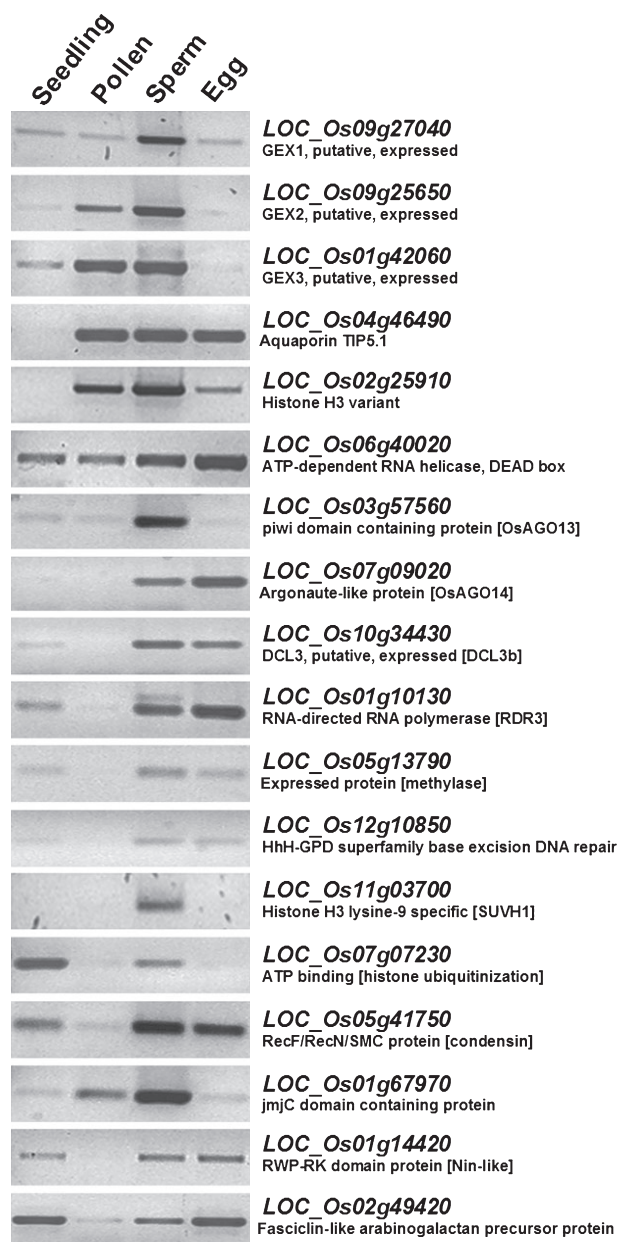 Seedling Pollen Sperm Egg
LOC_Os09g27040
GEX1, putative, expressed
LOC_Os09g25650
GEX2, putative, expressed
LOC_Os01g42060
GEX3, putative, expressed
LOC_Os04g46490
Aquaporin TIP5.1
LOC_Os02g25910
Histone H3 variant
LOC_Os06g40020
ATP-dependent RNA helicase, DEAD box
LOC_Os03g57560
piwi domain containing protein [OsAGO13]
LOC_Os07g09020
Argonaute-like protein [OsAGO14]
LOC_Os10g34430
DCL3, putative, expressed [DCL3b]
LOC_Os01g10130
RNA-directed RNA polymerase [RDR3]
LOC_Os05g13790
Expressed protein [methylase]
LOC_Os12g10850
HhH-GPD superfamily base excision DNA repair
LOC_Os11g03700
Histone H3 lysine-9 specific [SUVH1]
LOC_Os07g07230
ATP binding [histone ubiquitinization]
LOC_Os05g41750
RecF/RecN/SMC protein [condensin]
LOC_Os01g67970
jmjC domain containing protein
LOC_Os01g14420
RWP-RK domain protein [Nin-like]
LOC_Os02g49420
Fasciclin-like arabinogalactan precursor protein